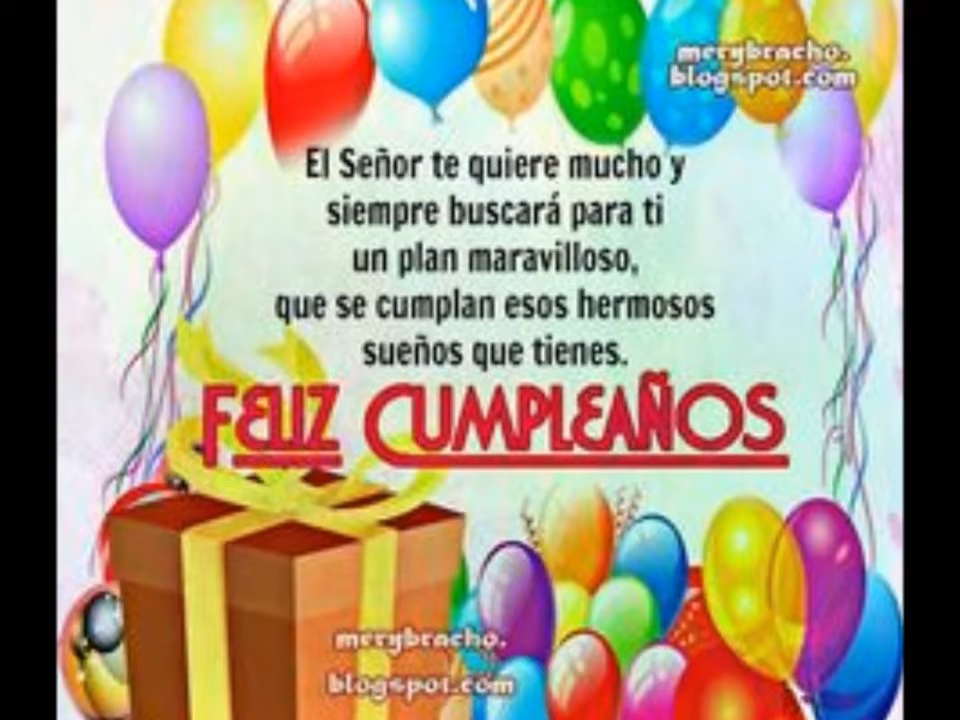 merybracho.
blogspot.com
El Señor te quiere mucho y
siempre buscará para ti
un plan maravilloso,
que se cumplan esos hermosos
sueños que tienes.
FELIZ CUMPLEAÑOS
merybracho.
blogspot.com